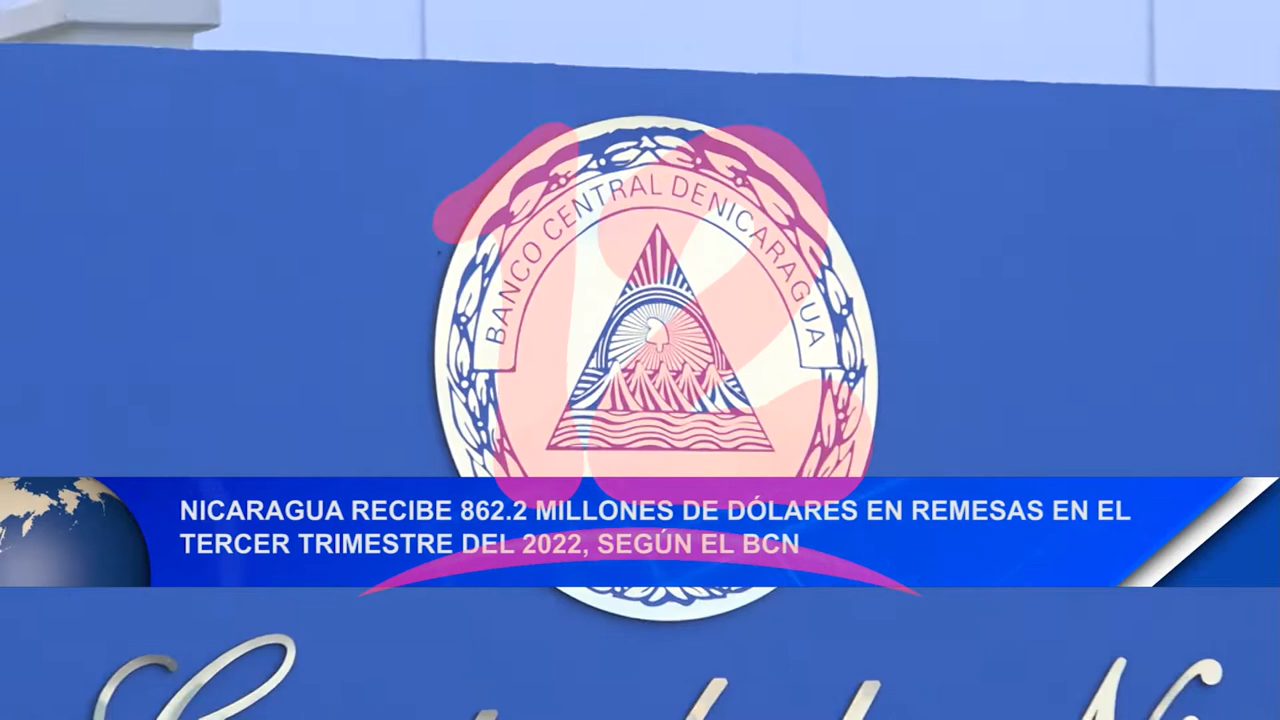 BANCO CENTRAL DE NICARAGUA
NICARAGUA RECIBE 862.2 MILLONES DE DÓLARES EN REMESAS EN EL
TERCER TRIMESTRE DEL 2022, SEGÚN EL BCN
12